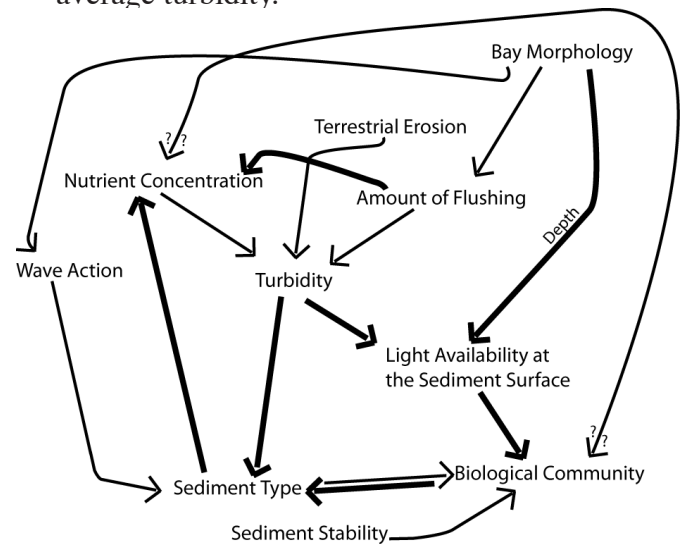 average turbidity.
Bay Morphology
Terrestrial Erosion
? ?
Nutrient Concentration
Amount of Flushing
Depth
Wave Action
Turbidity
Light Availability at
the Sediment Surface
? ?
Biological Community
Sediment Type
Sediment Stability